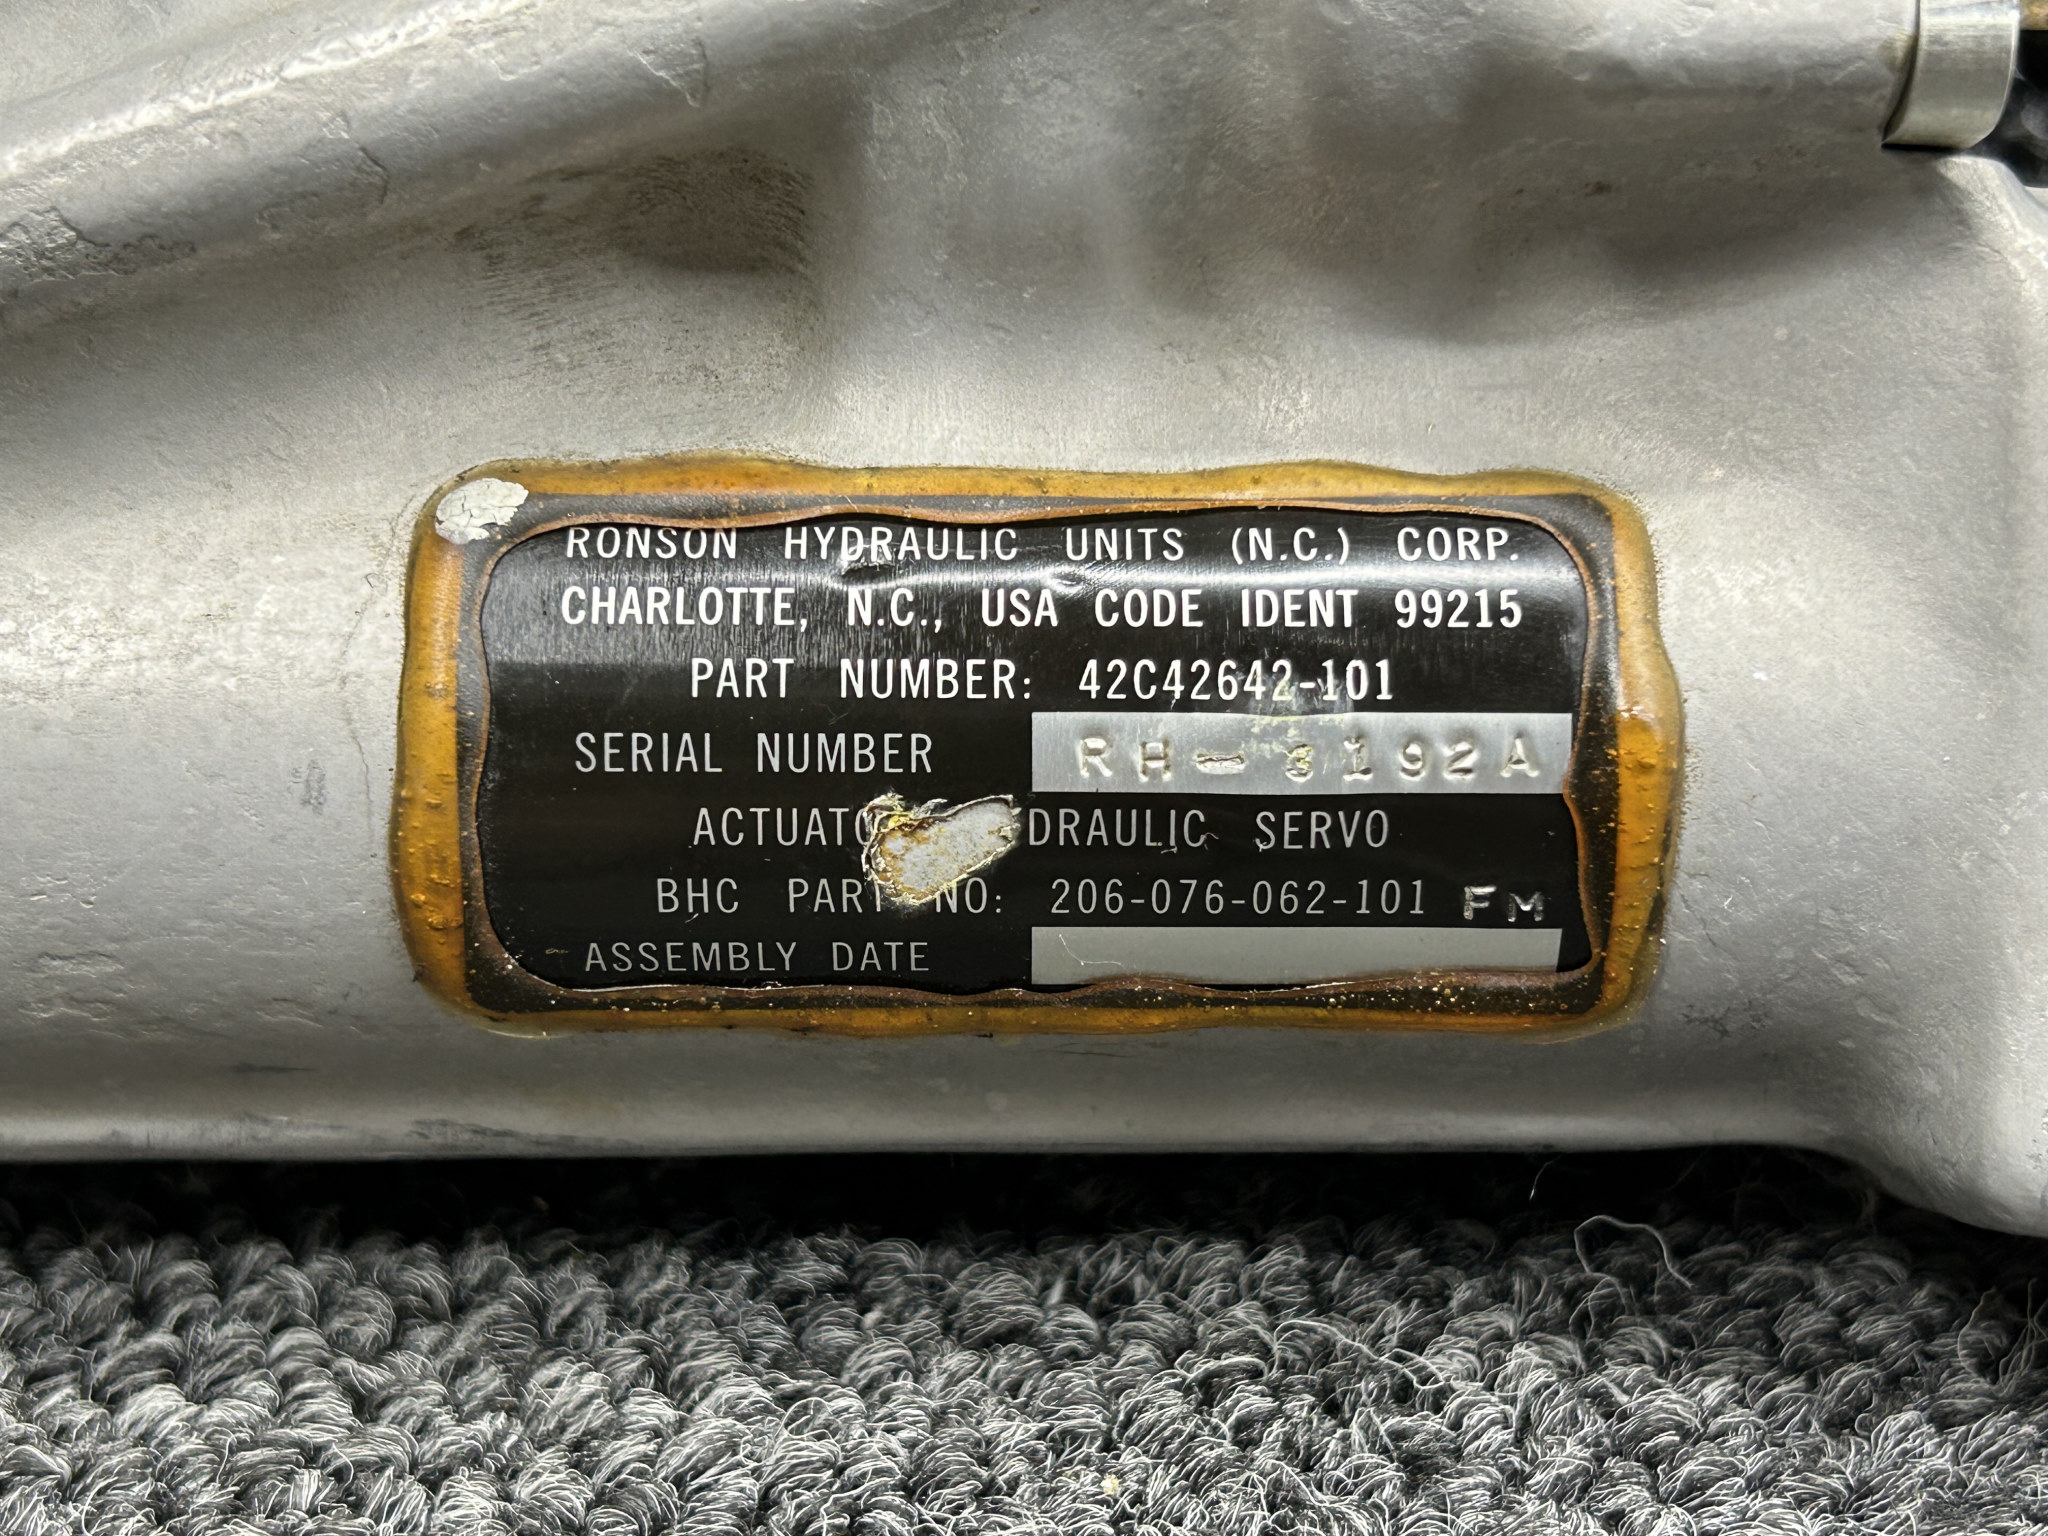 RONSON HYDRAULIC UNITS (N.C.) CORP.
CHARLOTTE, N.C., USA CODE IDENT 99215
PART NUMBER: 42C42642-101
SERIAL NUMBER RH-3192A
SERVO
BHC PART NO: 206-076-062-101 FM
ASSEMBLY DATE